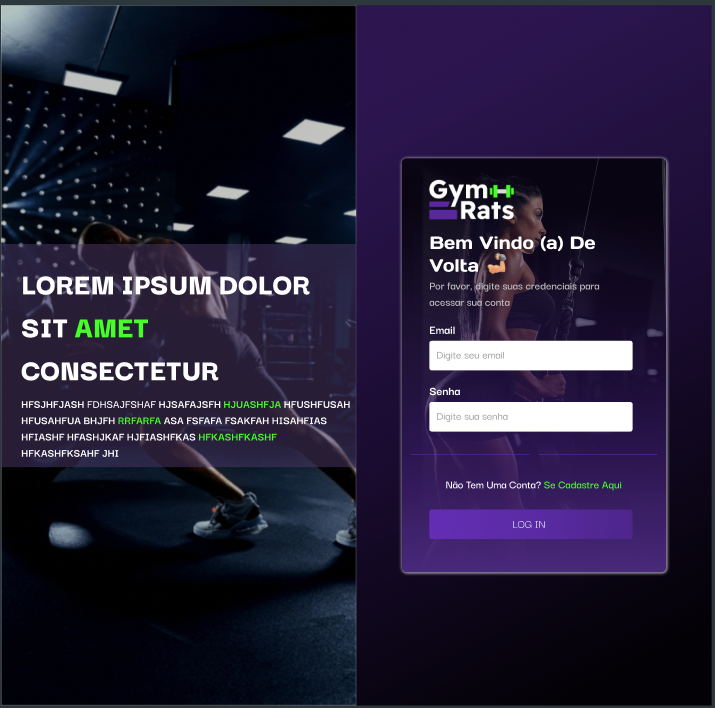 LOREM IPSUM DOLOR
SIT AMET
CONSECTETUR
HFSJHFJASH FDHSAJFSHAF HJSAFAJSFH HJUASHFJA HFUSHFUSAH
HFUSAHFUA BHJFH RRFARFA ASA FSFAFA FSAKFAH HISAHFIAS
HFIASHF HFASHJKAF HJFIASHFKAS HFKASHFKASHF
HFKASHFKSAHF JHI
Gym
Rats
Bem Vindo (a) De
Volta 💪🏼
Por favor, digite suas credenciais para
acessar sua conta
Email
Digite seu email
Senha
Digite sua senha
Não Tem Uma Conta? Se Cadastre Aqui
LOG IN